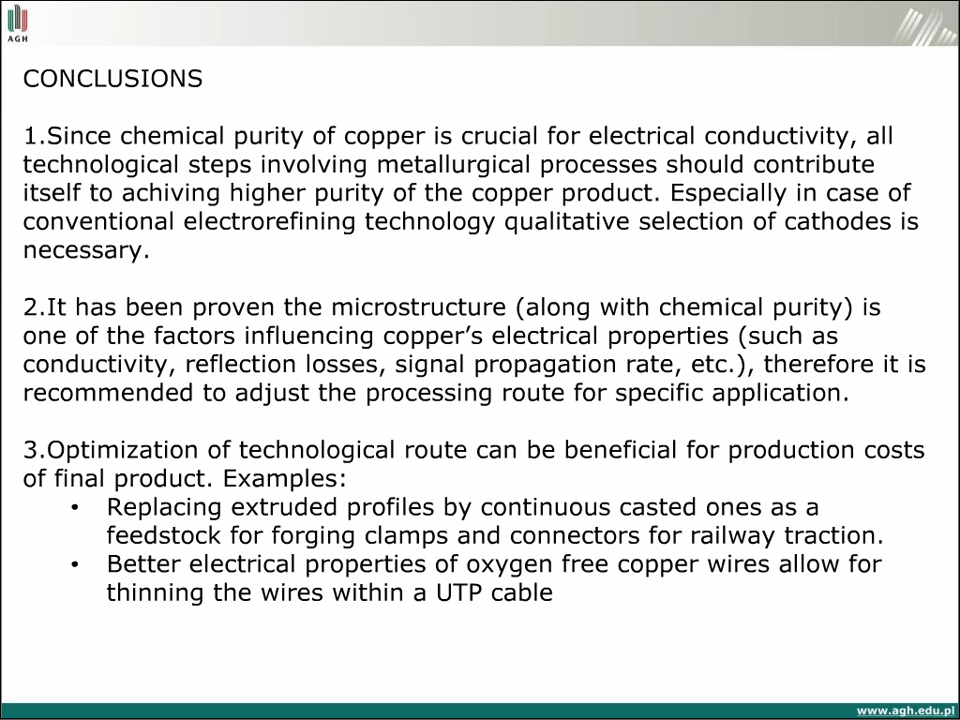 AGH
CONCLUSIONS
1.Since chemical purity of copper is crucial for electrical conductivity, all
technological steps involving metallurgical processes should contribute
itself to achiving higher purity of the copper product. Especially in case of
conventional electrorefining technology qualitative selection of cathodes is
necessary.
2.It has been proven the microstructure (along with chemical purity) is
one of the factors influencing copper’s electrical properties (such as
conductivity, reflection losses, signal propagation rate, etc.), therefore it is
recommended to adjust the processing route for specific application.
3.Optimization of technological route can be beneficial for production costs
of final product. Examples:
• Replacing extruded profiles by continuous casted ones as a
feedstock for forging clamps and connectors for railway traction.
• Better electrical properties of oxygen free copper wires allow for
thinning the wires within a UTP cable
www.agh.edu.pl